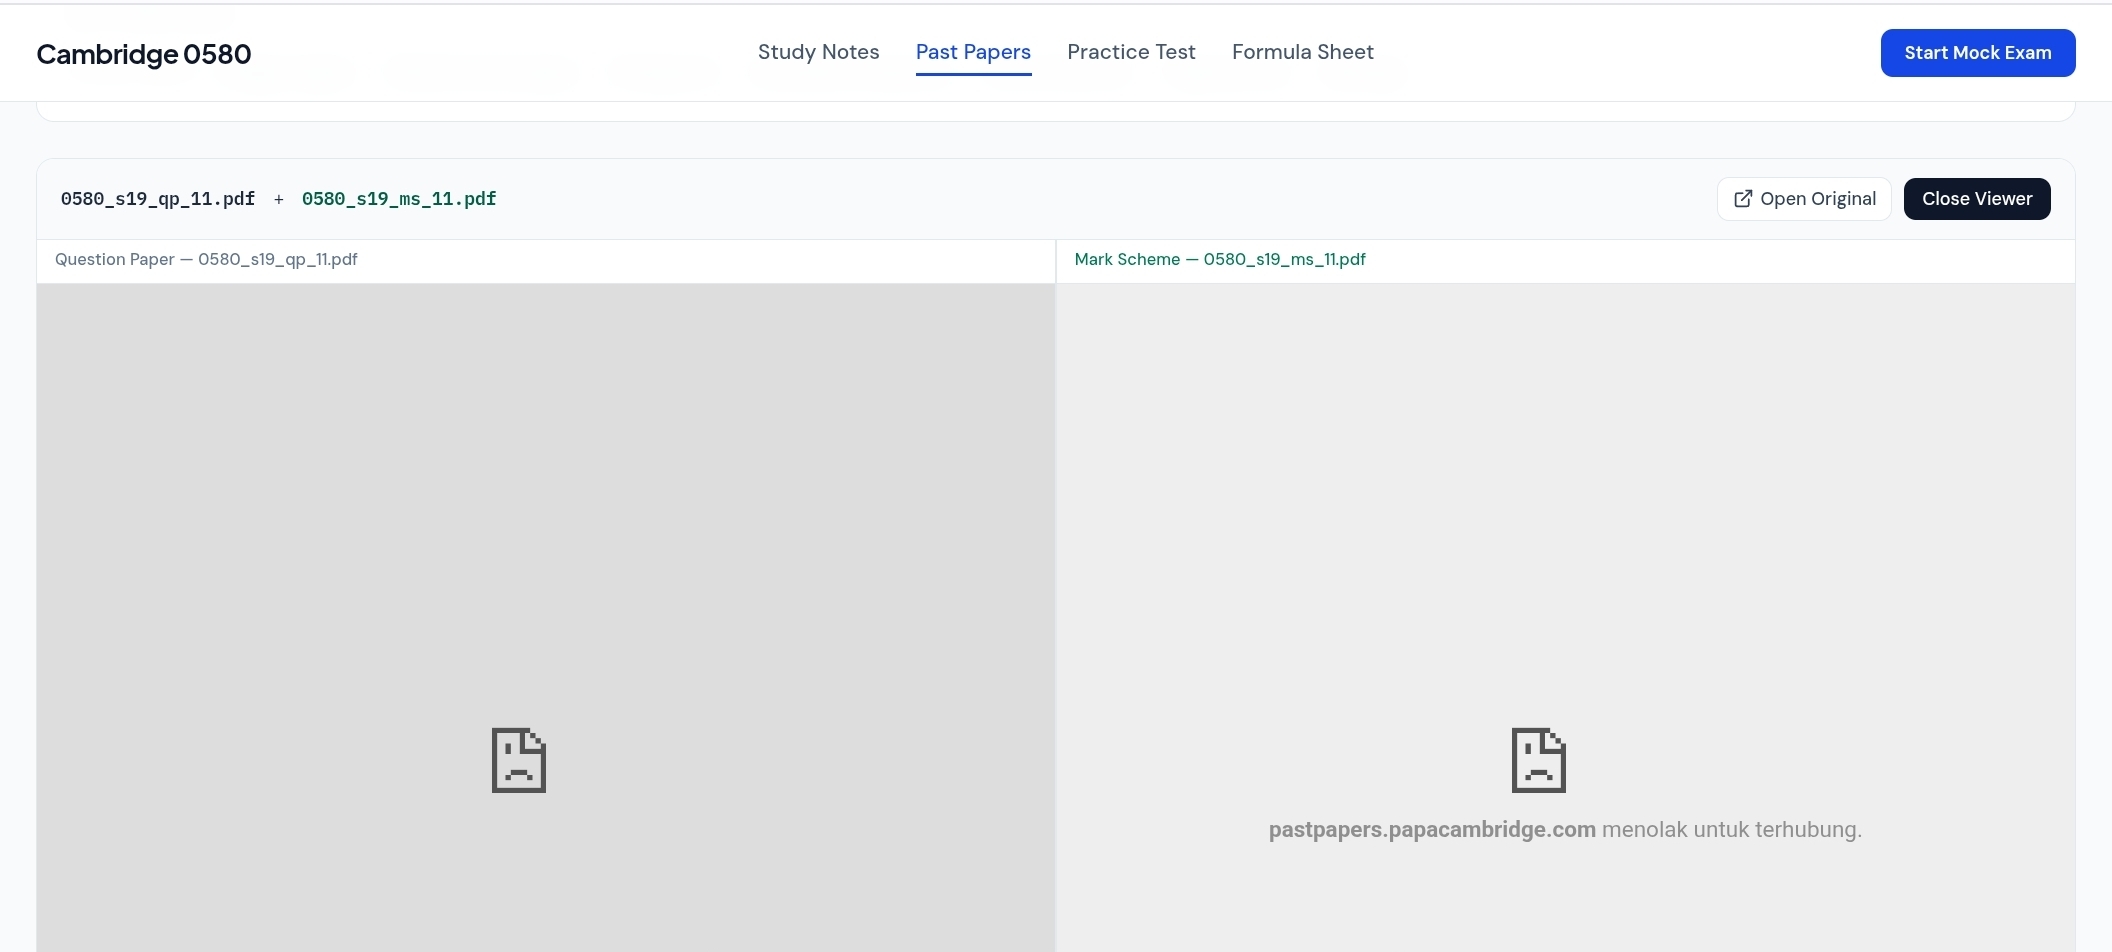 Cambridge 0580
Study Notes
Past Papers
Practice Test
Formula Sheet
Start Mock Exam
0580_s19_qp_11.pdf + 0580_s19_ms_11.pdf
Open Original
Close Viewer
Question Paper — 0580_s19_qp_11.pdf
Mark Scheme — 0580_s19_ms_11.pdf
pastpapers.papacambridge.com menolak untuk terhubung.